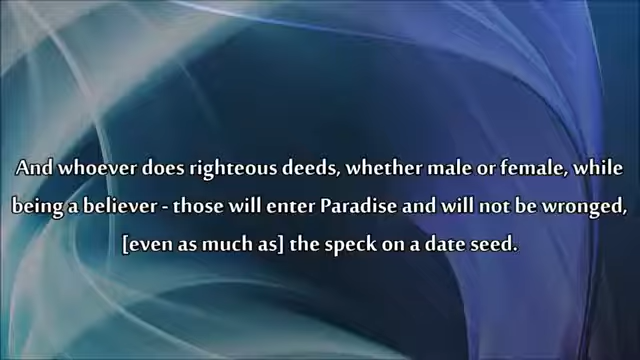 And whoever does righteous deeds, whether male or female, while
being a believer - those will enter Paradise and will not be wronged,
[even as much as] the speck on a date seed.